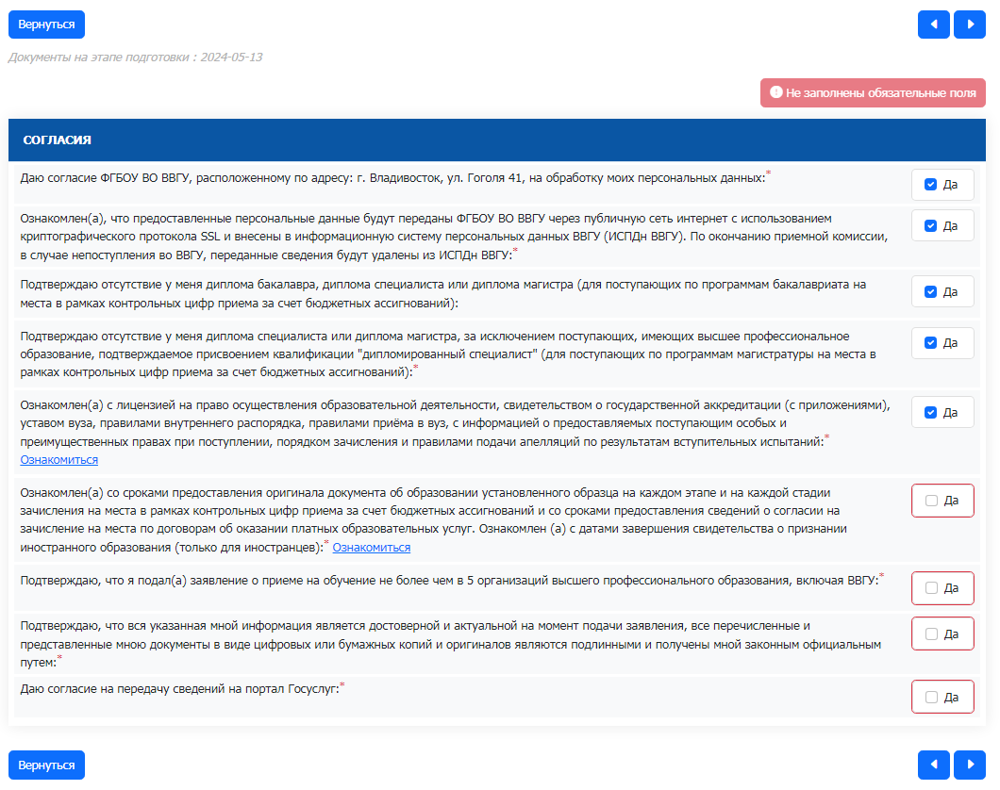 Вернуться
Документы на этапе подготовки : 2024-05-13
Не заполнены обязательные поля
СОГЛАСИЯ
Даю согласие ФГБОУ ВО ВВГУ, расположенному по адресу: г. Владивосток, ул. Гоголя 41, на обработку моих персональных данных:*
Да
Ознакомлен(а), что предоставленные персональные данные будут переданы ФГБОУ ВО ВВГУ через публичную сеть интернет с использованием
криптографического протокола SSL и внесены в информационную систему персональных данных ВВГУ (ИСПДн ВВГУ). По окончанию приемной комиссии,
в случае непоступления во ВВГУ, переданные сведения будут удалены из ИСПДн ВВГУ:*
Да
Подтверждаю отсутствие у меня диплома бакалавра, диплома специалиста или диплома магистра (для поступающих по программам бакалавриата на
места в рамках контрольных цифр приема за счет бюджетных ассигнований):
Да
Подтверждаю отсутствие у меня диплома специалиста или диплома магистра, за исключением поступающих, имеющих высшее профессиональное
образование, подтверждаемое присвоением квалификации "дипломированный специалист" (для поступающих по программам магистратуры на места в
рамках контрольных цифр приема за счет бюджетных ассигнований):*
Да
Ознакомлен(а) с лицензией на право осуществления образовательной деятельности, свидетельством о государственной аккредитации (с приложениями),
уставом вуза, правилами внутреннего распорядка, правилами приёма в вуз, с информацией о предоставляемых поступающим особых и
преимущественных правах при поступлении, порядком зачисления и правилами подачи апелляций по результатам вступительных испытаний:*
Ознакомиться
Да
Ознакомлен(а) со сроками предоставления оригинала документа об образовании установленного образца на каждом этапе и на каждой стадии
зачисления на места в рамках контрольных цифр приема за счет бюджетных ассигнований и со сроками предоставления сведений о согласии на
зачисление на места по договорам об оказании платных образовательных услуг. Ознакомлен (а) с датами завершения свидетельства о признании
иностранного образования (только для иностранцев):* Ознакомиться
Да
Подтверждаю, что я подал(а) заявление о приеме на обучение не более чем в 5 организаций высшего профессионального образования, включая ВВГУ:*
Да
Подтверждаю, что вся указанная мной информация является достоверной и актуальной на момент подачи заявления, все перечисленные и
представленные мною документы в виде цифровых или бумажных копий и оригиналов являются подлинными и получены мной законным официальным
путем:*
Да
Даю согласие на передачу сведений на портал Госуслуг:*
Да
Вернуться